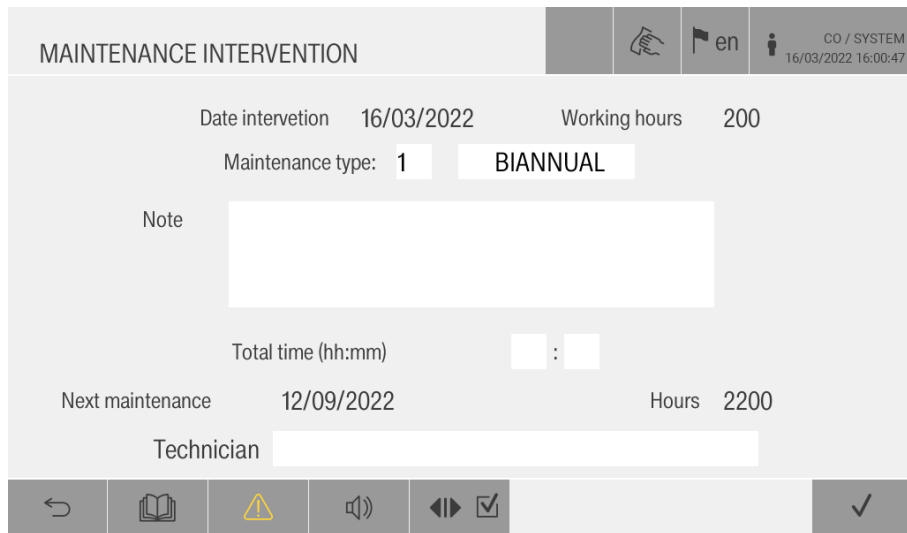 MAINTENANCE INTERVENTION
en
CO / SYSTEM
16/03/2022 16:00:47
Date intervetion 16/03/2022 Working hours 200
Maintenance type: 1 BIANNUAL
Note
Total time (hh:mm) :
Next maintenance 12/09/2022 Hours 2200
Technician